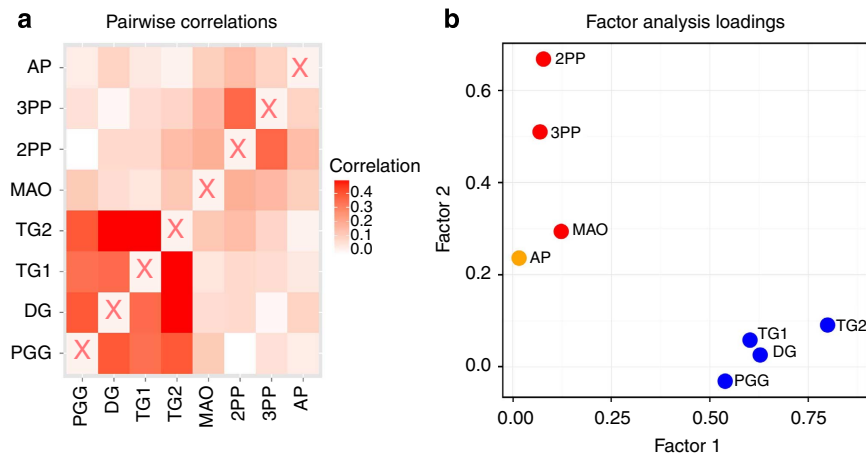 a
Pairwise correlations
AP
3PP
2PP
MAO
TG2
TG1
DG
PGG
X
X
X
X
X
X
X
X
PGG
DG
TG1
TG2
MAO
2PP
3PP
AP
Correlation
0.4
0.3
0.2
0.1
0.0
b
Factor analysis loadings
Factor 2
0.6
0.4
0.2
0.0
2PP
3PP
MAO
AP
TG2
TG1
DG
PGG
0.00
0.25
0.50
0.75
Factor 1